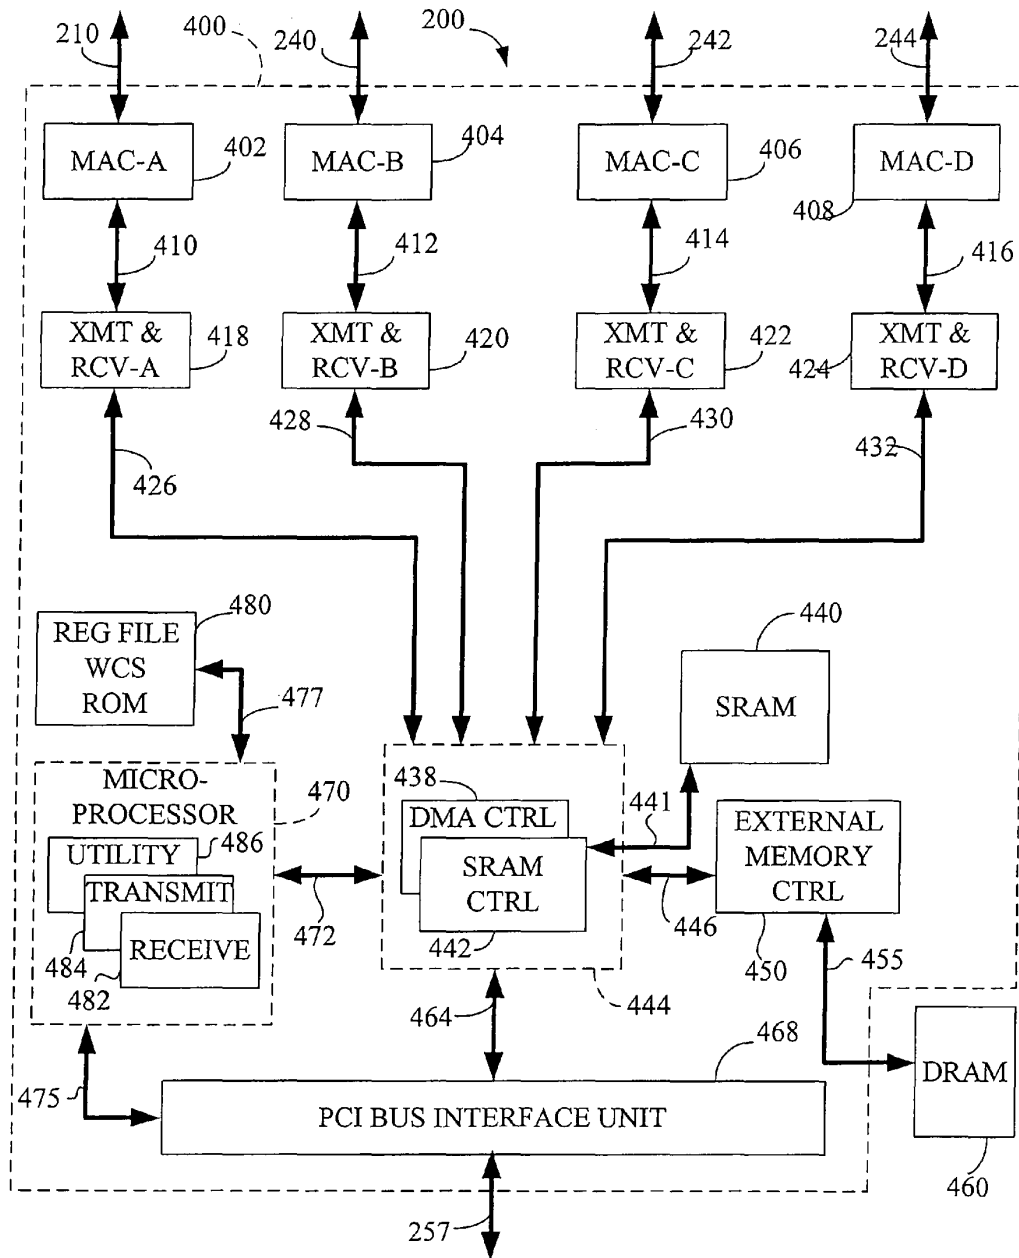 210
400
240
200
242
244
MAC-A
402
MAC-B
404
MAC-C
406
MAC-D
408
410
412
414
416
XMT &
RCV-A
418
XMT &
RCV-B
420
XMT &
RCV-C
422
XMT &
RCV-D
424
426
428
430
432
REG FILE
WCS
ROM
480
477
440
SRAM
MICRO-
PROCESSOR
470
UTILITY
486
TRANSMIT
484
RECEIVE
482
472
438
DMA CTRL
SRAM
CTRL
442
441
446
444
EXTERNAL
MEMORY
CTRL
450
455
464
468
475
PCI BUS INTERFACE UNIT
DRAM
460
257